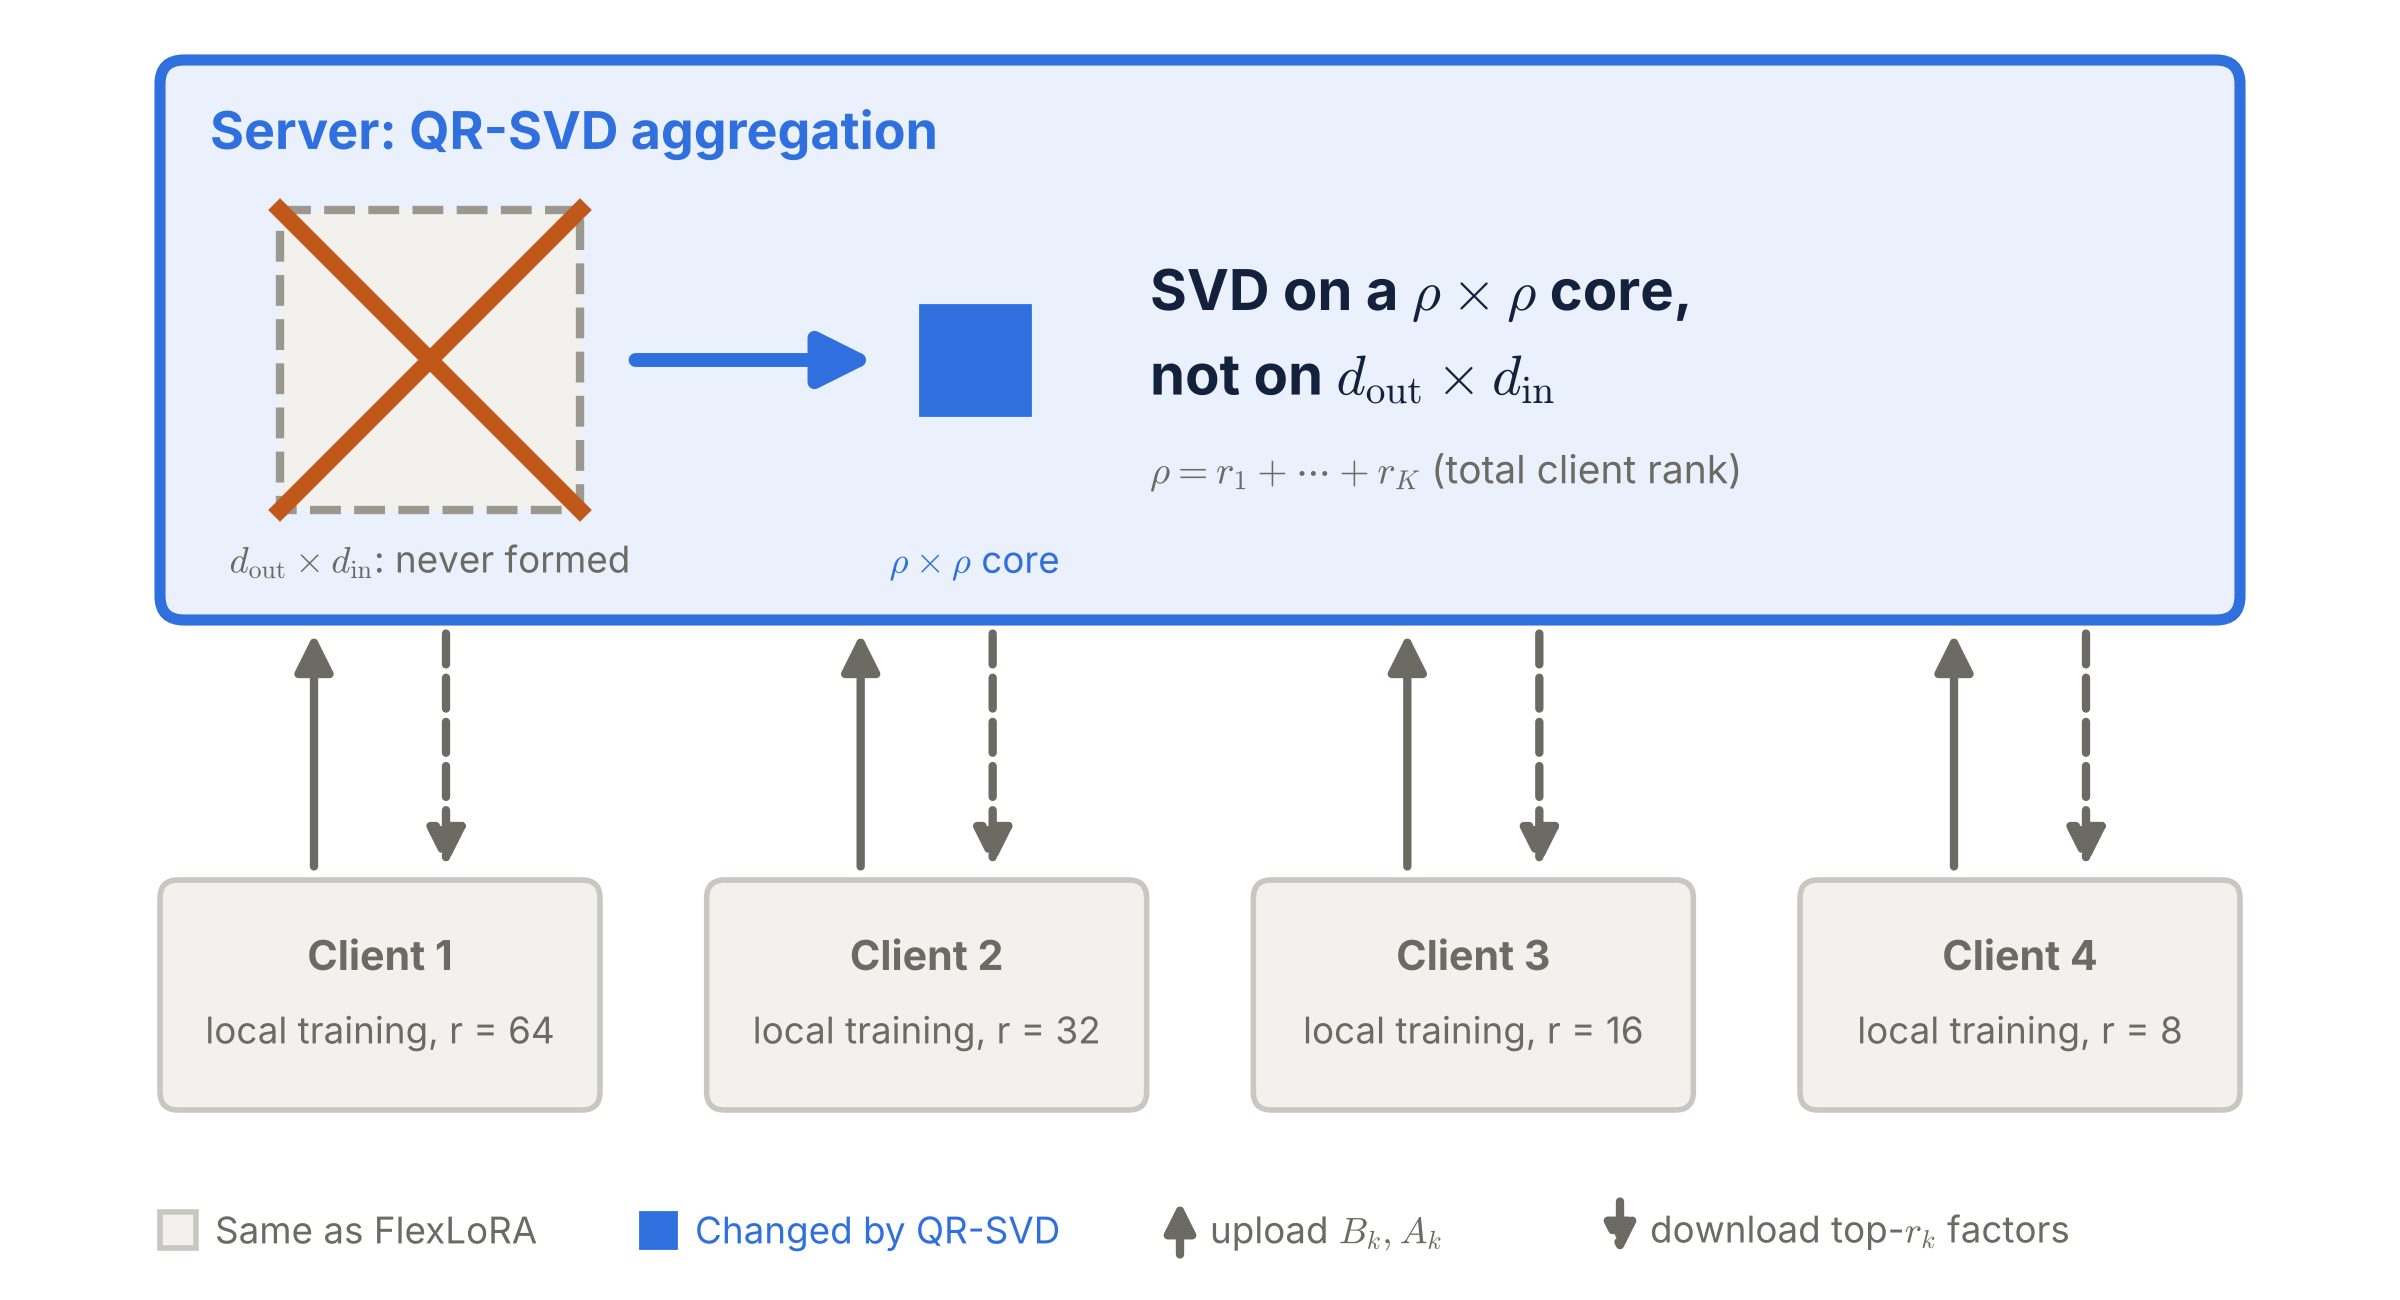 Server: QR-SVD aggregation
SVD on a ρ × ρ core,
not on d_out × d_in
ρ = r_1 + ··· + r_K (total client rank)
d_out × d_in: never formed
ρ × ρ core
Client 1
local training, r = 64
Client 2
local training, r = 32
Client 3
local training, r = 16
Client 4
local training, r = 8
Same as FlexLoRA
Changed by QR-SVD
upload B_k, A_k
download top-r_k factors